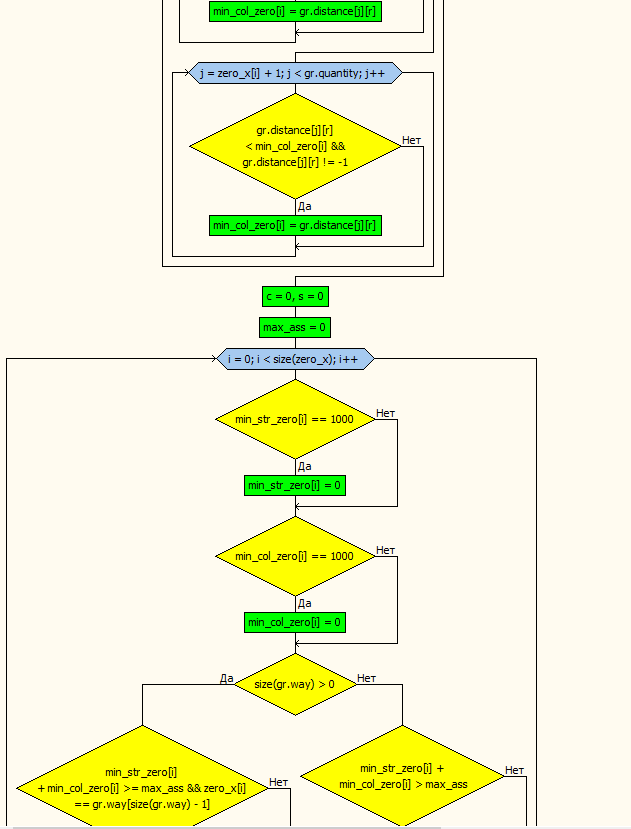 min_col_zero[i] = gr.distance[j][r]
j = zero_x[i] + 1; j < gr.quantity; j++
gr.distance[j][r]
< min_col_zero[i] &&
gr.distance[j][r] != -1
Нет
Да
min_col_zero[i] = gr.distance[j][r]
c = 0, s = 0
max_ass = 0
i = 0; i < size(zero_x); i++
min_str_zero[i] == 1000
Нет
Да
min_str_zero[i] = 0
min_col_zero[i] == 1000
Нет
Да
min_col_zero[i] = 0
size(gr.way) > 0
Да
Нет
min_str_zero[i]
+ min_col_zero[i] >= max_ass && zero_x[i]
== gr.way[size(gr.way) - 1]
Нет
min_str_zero[i] +
min_col_zero[i] > max_ass
Нет